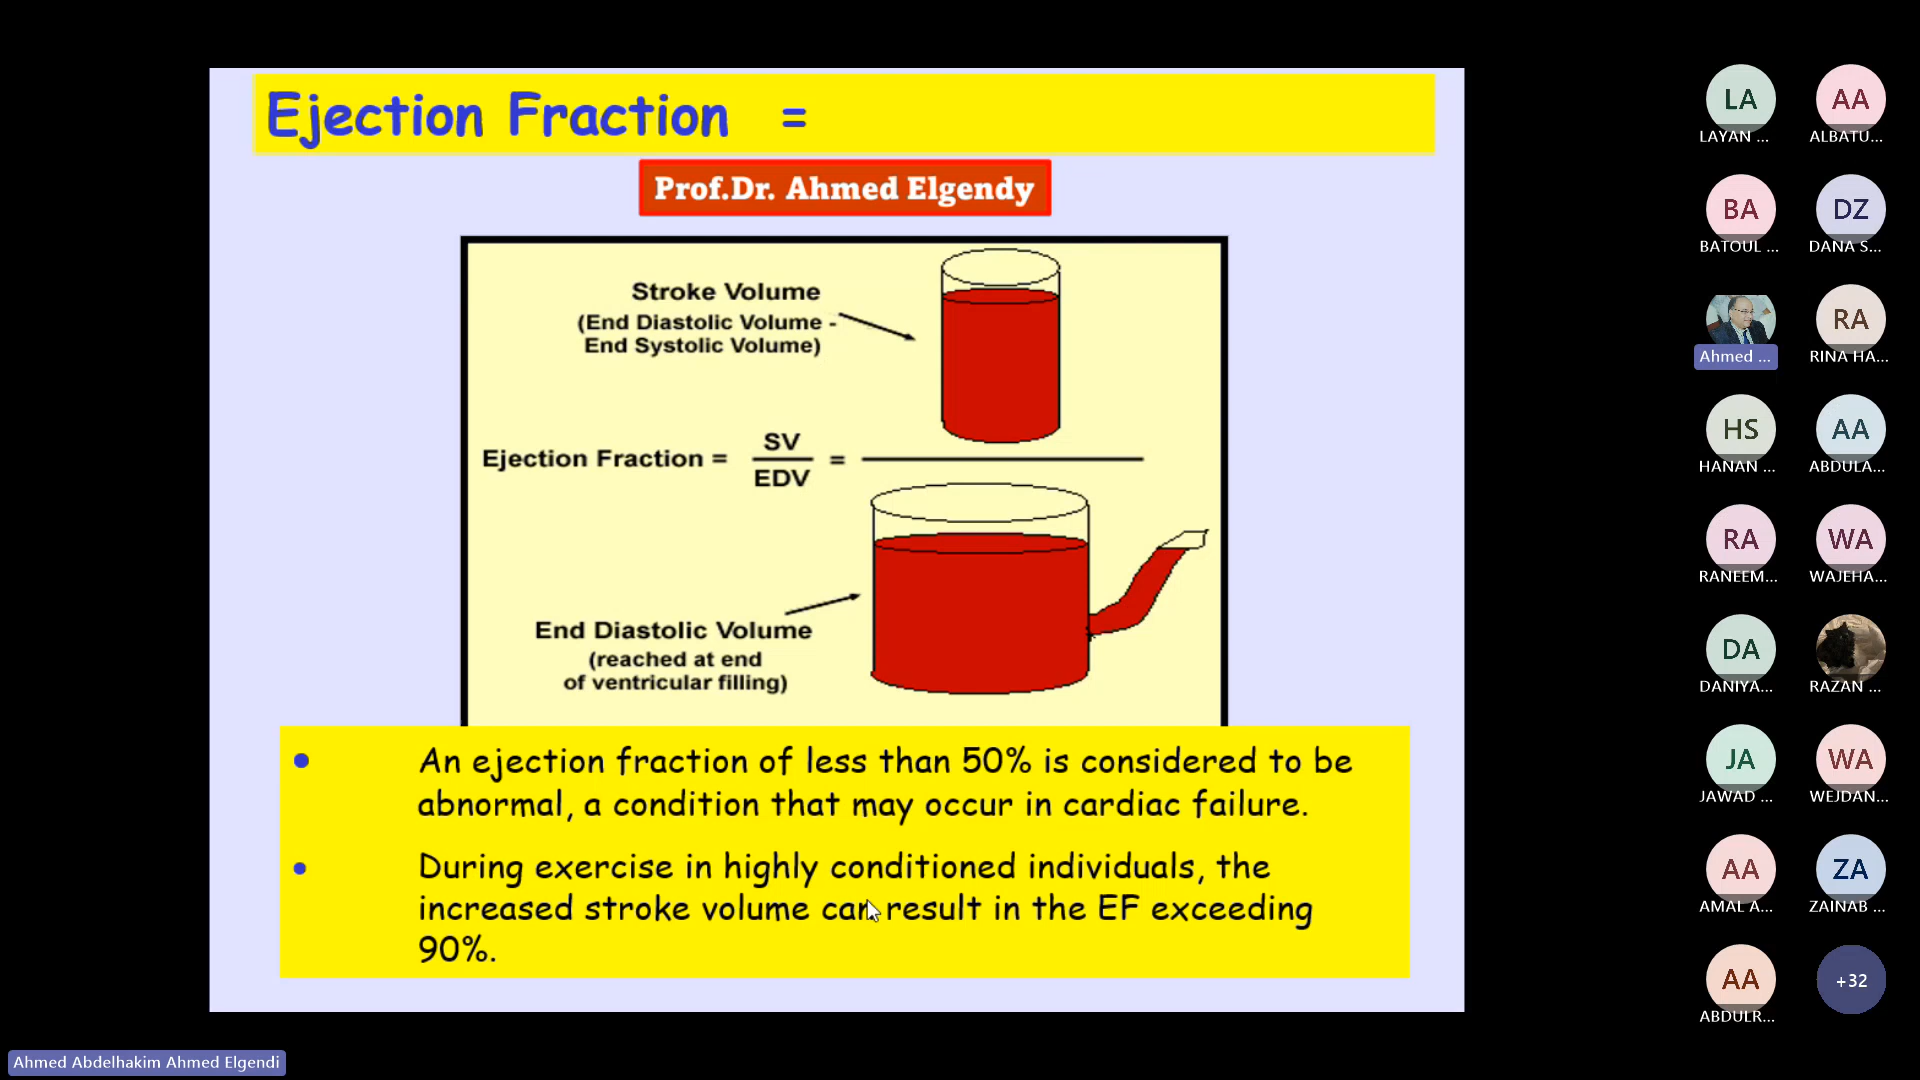 Ejection Fraction =
Prof.Dr. Ahmed Elgendy
Stroke Volume
(End Diastolic Volume -
End Systolic Volume)
Ejection Fraction = SV
EDV =
End Diastolic Volume
(reached at end
of ventricular filling)
• An ejection fraction of less than 50% is considered to be
abnormal, a condition that may occur in cardiac failure.
• During exercise in highly conditioned individuals, the
increased stroke volume can result in the EF exceeding
90%.
LA AA
LAYAN ... ALBATU...
BA DZ
BATOUL ... DANA S...
RA
Ahmed ... RINA HA...
HS AA
HANAN ... ABDULA...
RA WA
RANEEM... WAJEHA...
DA
DANIYA... RAZAN ...
JA WA
JAWAD ... WEJDAN...
AA ZA
AMAL A... ZAINAB ...
AA +32
ABDULR...
Ahmed Abdelhakim Ahmed Elgendi